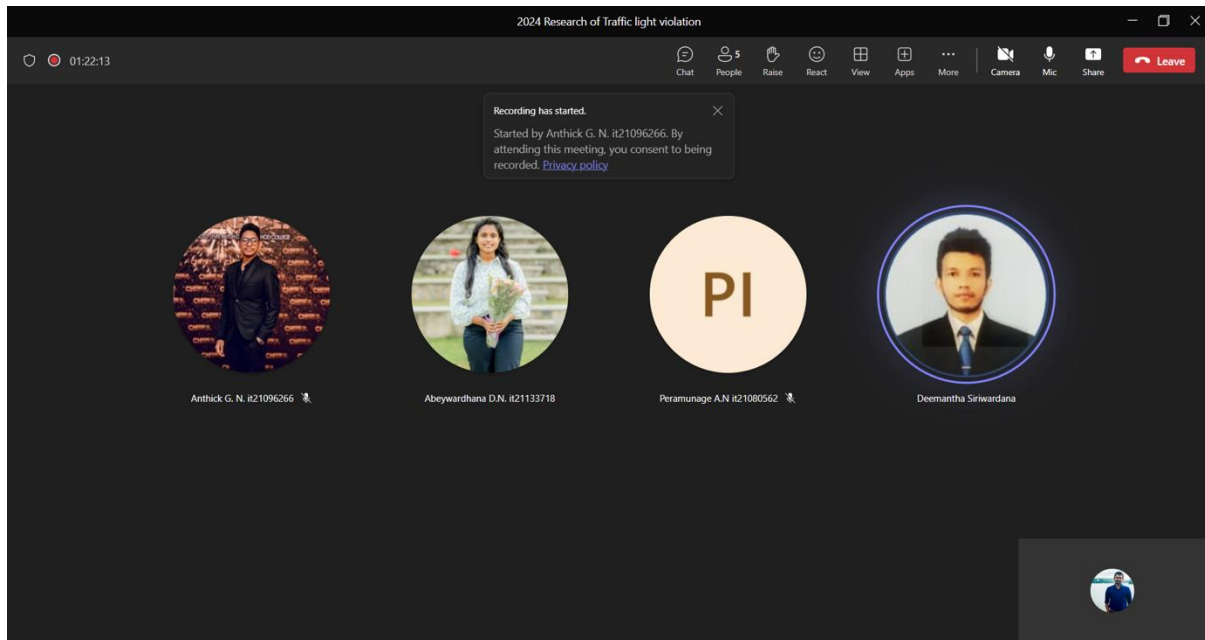 2024 Research of Traffic light violation
01:22:13
5
Chat People Raise React View Apps More Camera Mic Share Leave
Recording has started.
Started by Anthick G. N. it21096266. By
attending this meeting, you consent to being
recorded. Privacy policy
PI
Anthick G. N. it21096266 Abeywardhana D.N. it21133718 Peramunage A.N it21080562 Deemantha Siriwardana